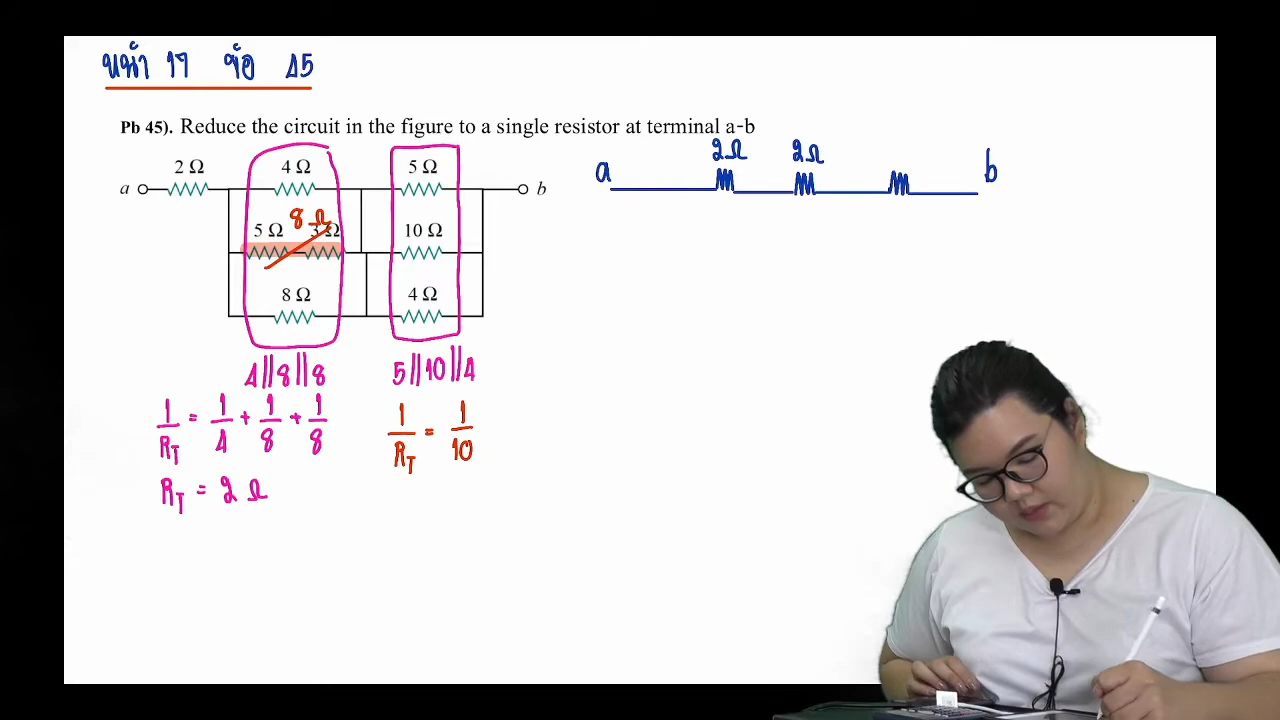 หน้า 17 ข้อ 45
Pb 45). Reduce the circuit in the figure to a single resistor at terminal a-b
2 Ω 4 Ω 5 Ω
a b
5 Ω 8 Ω 3 Ω 10 Ω
8 Ω 4 Ω
a 2Ω 2Ω b
4||8||8
1/R_T = 1/4 + 1/8 + 1/8
R_T = 2 Ω
5||10||4
1/R_T = 1/10